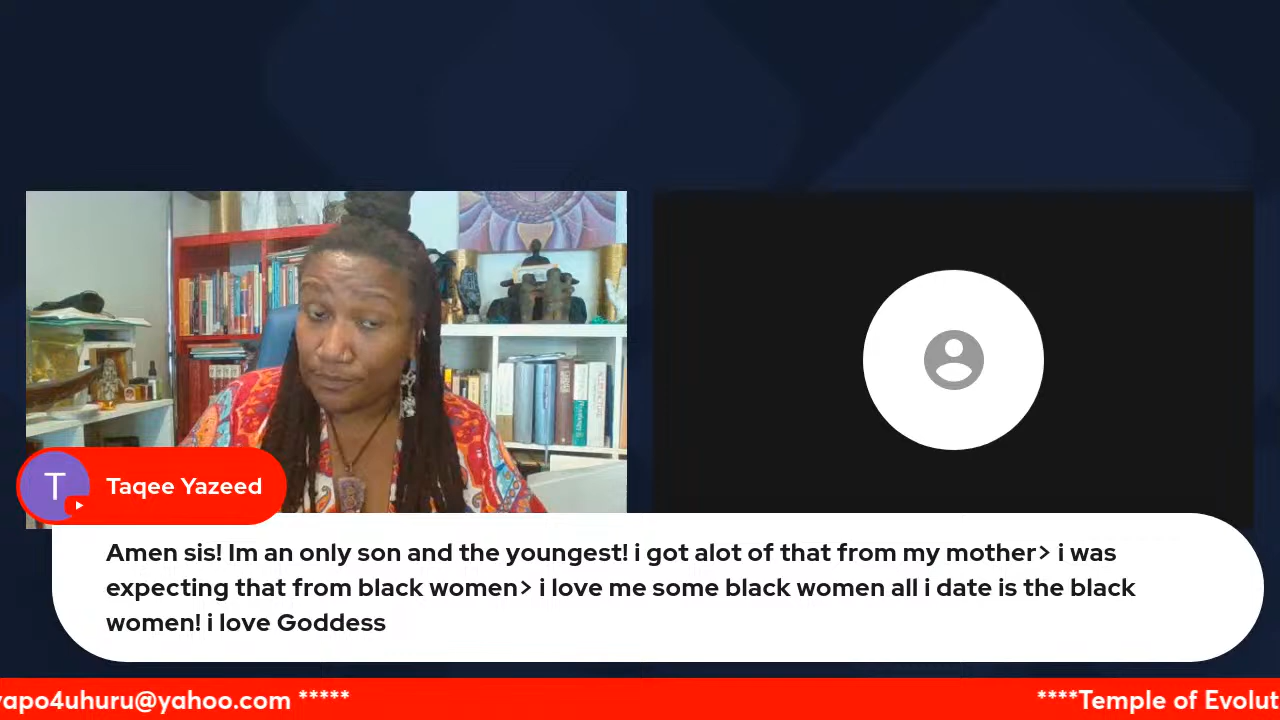 T
Taqee Yazeed
Amen sis! Im an only son and the youngest! i got alot of that from my mother> i was
expecting that from black women> i love me some black women all i date is the black
women! i love Goddess
yapo4uhuru@yahoo.com ***** ****Temple of Evolut